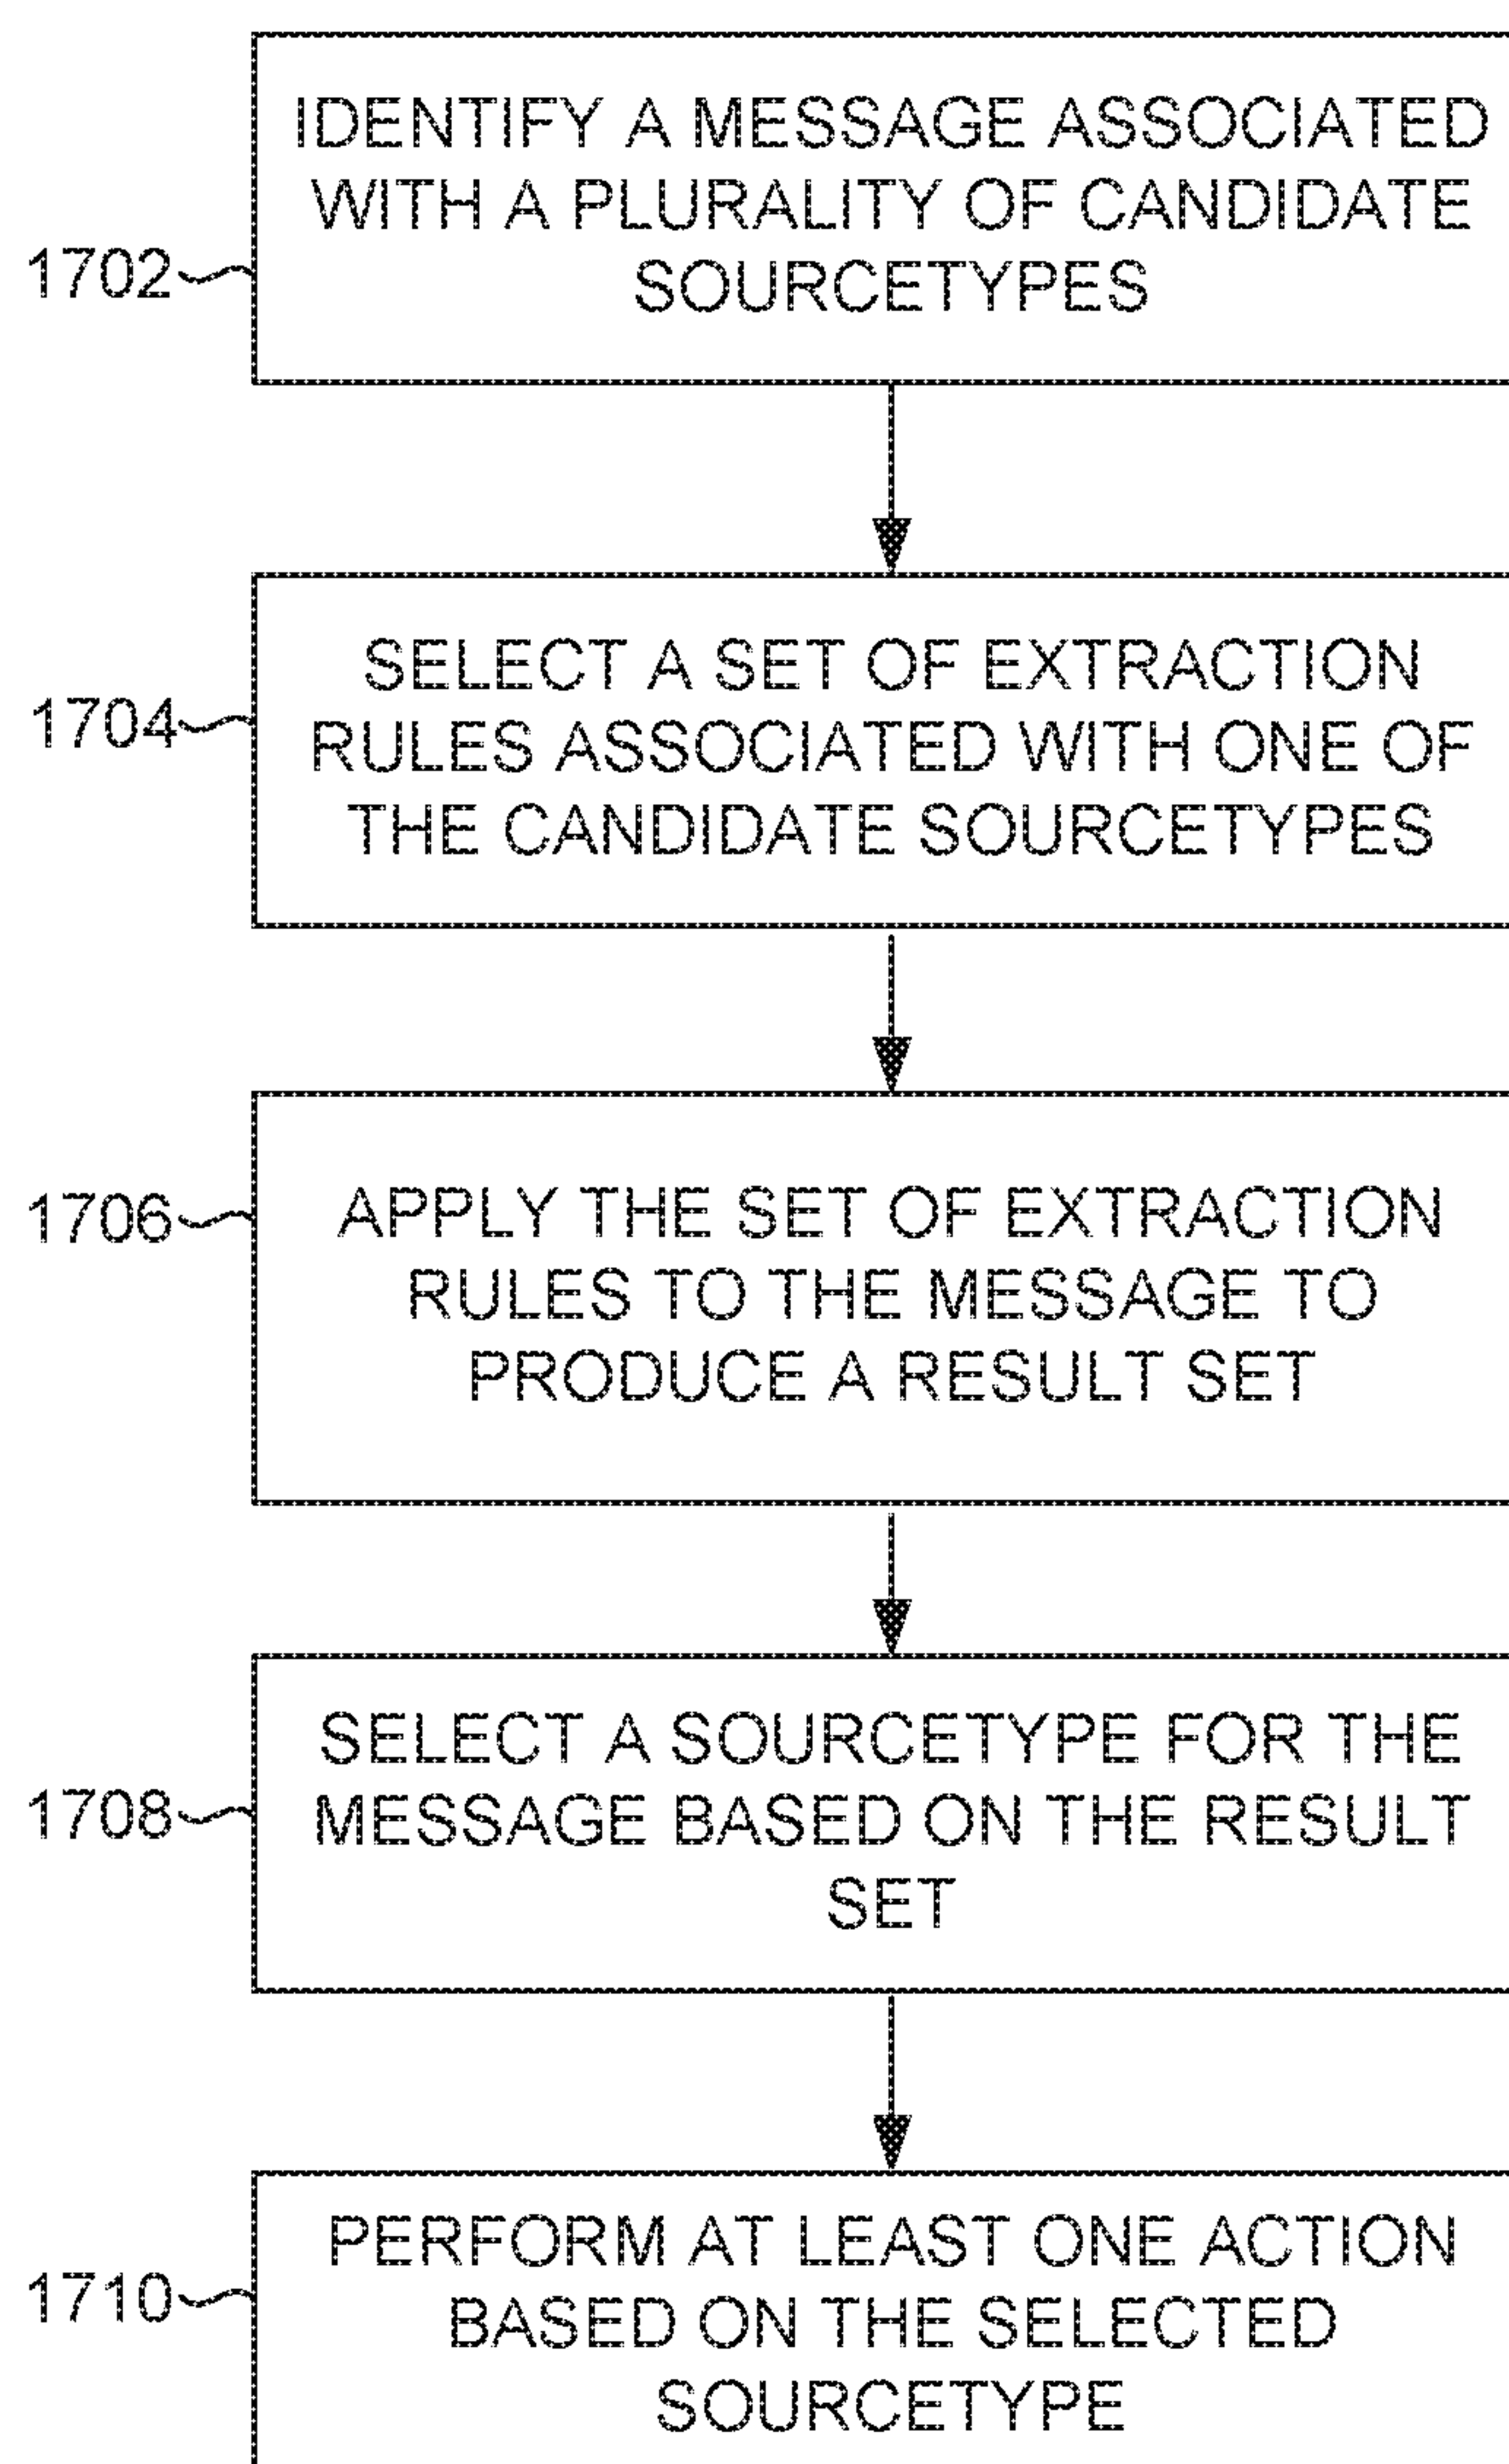 IDENTIFY A MESSAGE ASSOCIATED
WITH A PLURALITY OF CANDIDATE
SOURCETYPES
1702
SELECT A SET OF EXTRACTION
RULES ASSOCIATED WITH ONE OF
THE CANDIDATE SOURCETYPES
1704
APPLY THE SET OF EXTRACTION
RULES TO THE MESSAGE TO
PRODUCE A RESULT SET
1706
SELECT A SOURCETYPE FOR THE
MESSAGE BASED ON THE RESULT
SET
1708
PERFORM AT LEAST ONE ACTION
BASED ON THE SELECTED
SOURCETYPE
1710